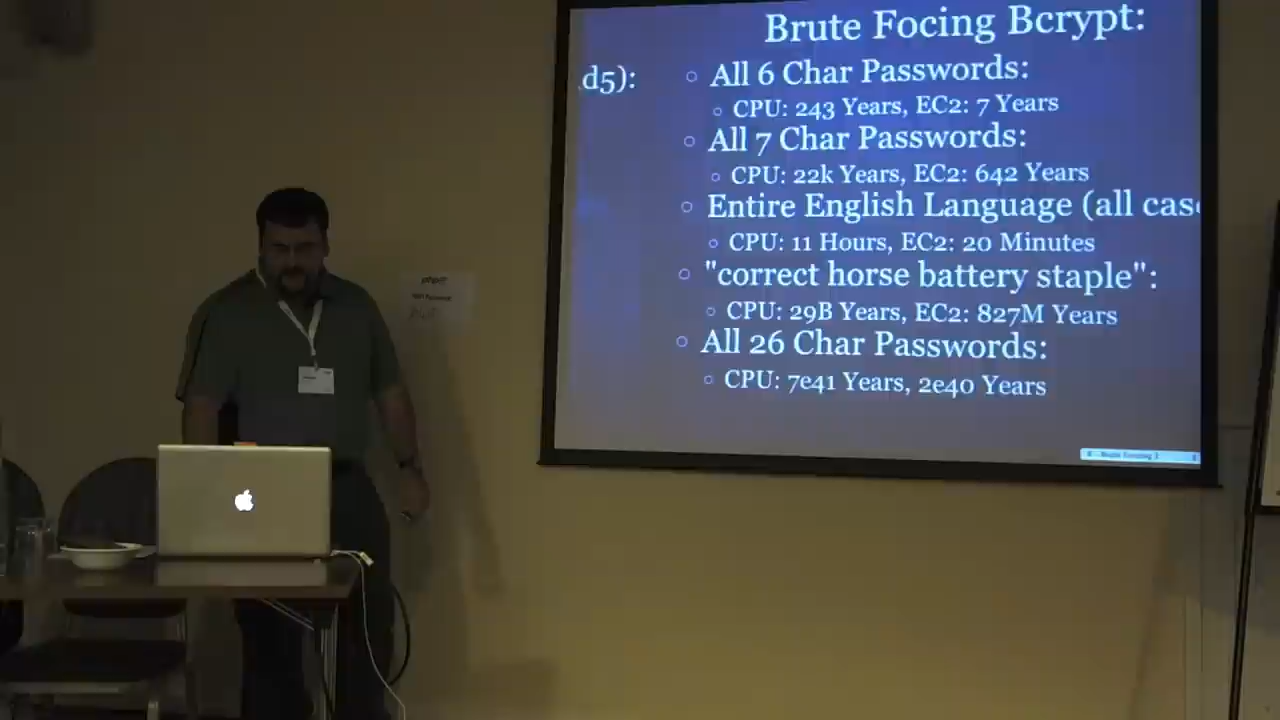 Brute Focing Bcrypt:
d5):
All 6 Char Passwords:
CPU: 243 Years, EC2: 7 Years
All 7 Char Passwords:
CPU: 22k Years, EC2: 642 Years
Entire English Language (all cas
CPU: 11 Hours, EC2: 20 Minutes
"correct horse battery staple":
CPU: 29B Years, EC2: 827M Years
All 26 Char Passwords:
CPU: 7e41 Years, 2e40 Years